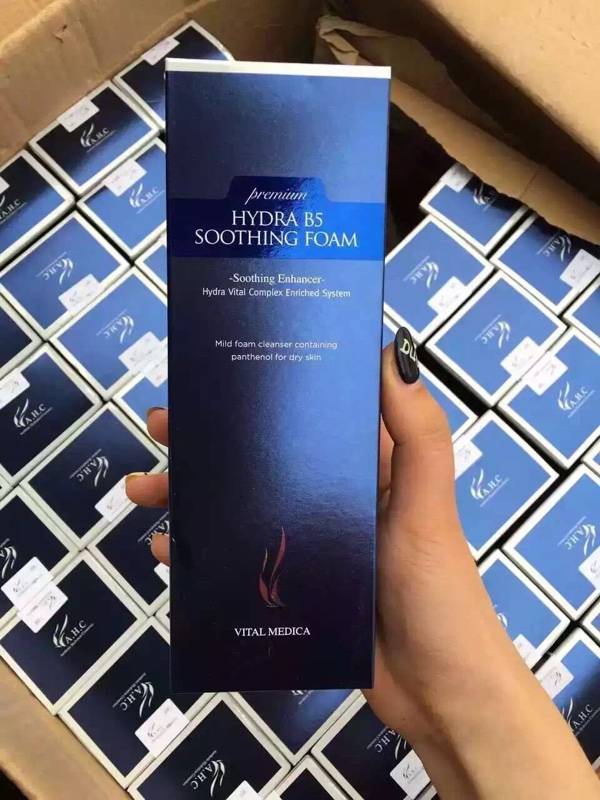 premium
HYDRA B5
SOOTHING FOAM
-Soothing Enhancer-
Hydra Vital Complex Enriched System
Mild foam cleanser containing
panthenol for dry skin
VITAL MEDICA
A.H.C
A.H.C
A.H.C
A.H.C
A.H.C
A.H.C
A.H.C